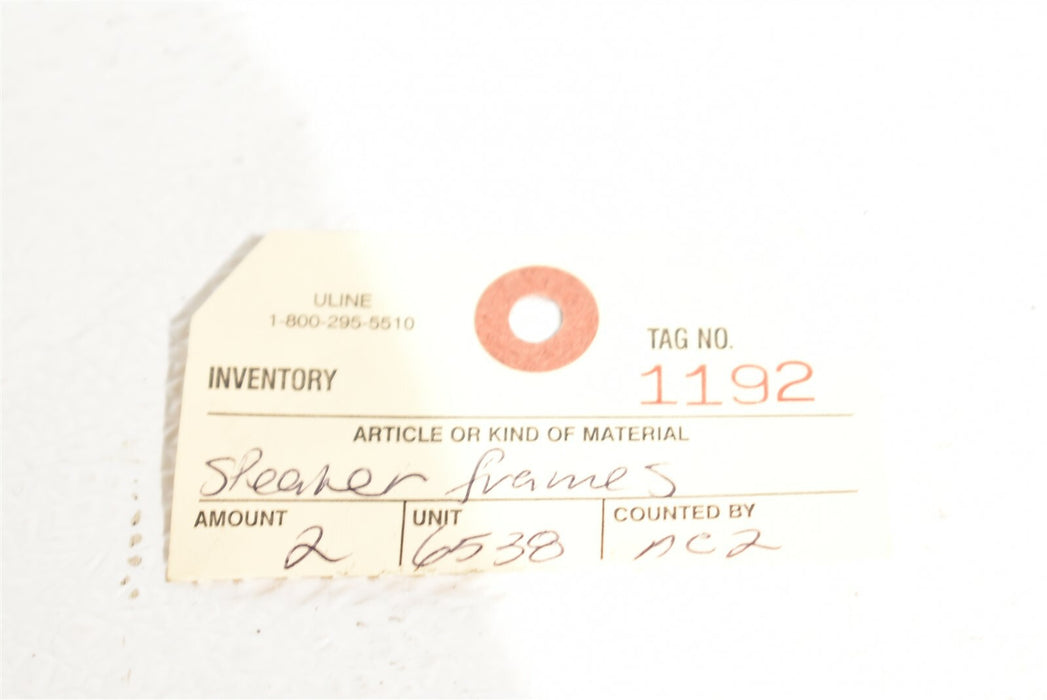 ULINE
1-800-295-5510
TAG NO.
INVENTORY
1192
ARTICLE OR KIND OF MATERIAL
Speaker frames
AMOUNT UNIT COUNTED BY
2 6538 nc2